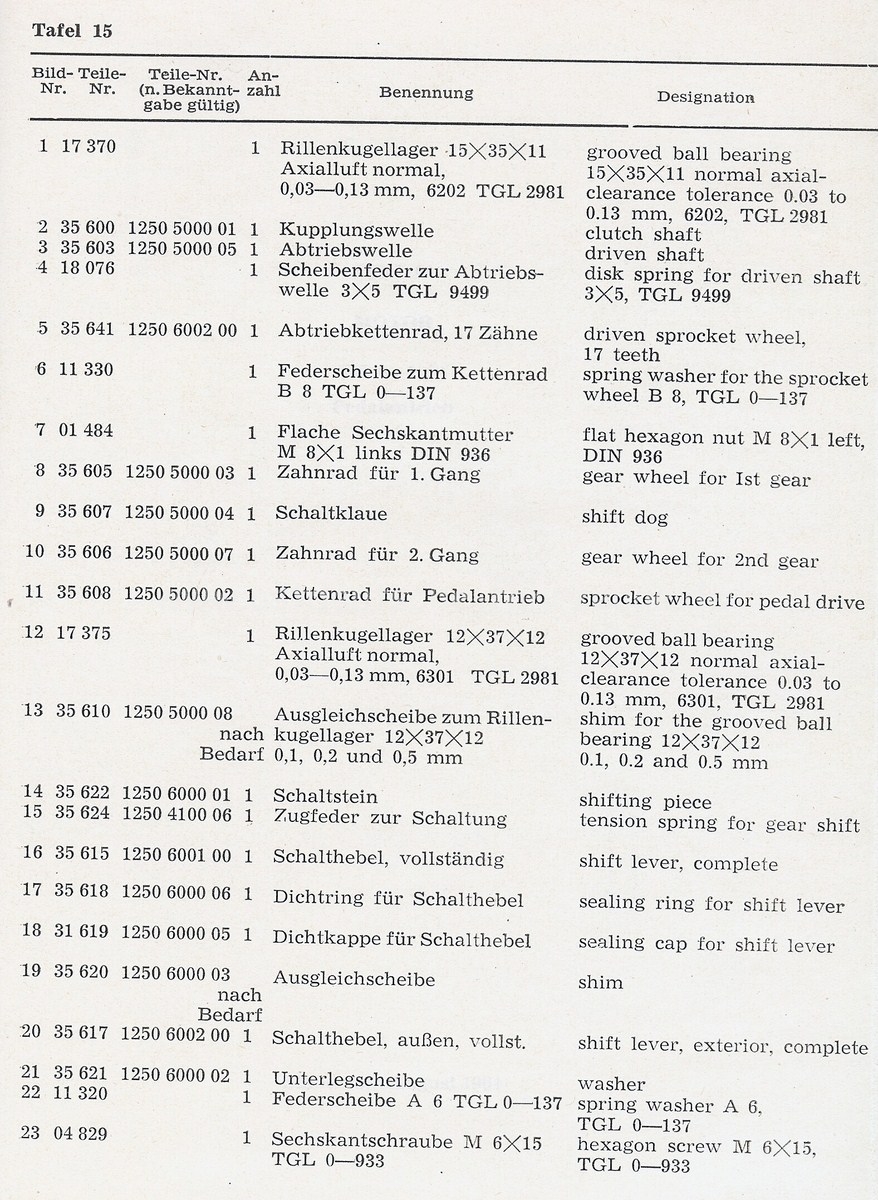 Tafel 15
Bild- Teile- Teile-Nr. An-
Nr. Nr. (n. Bekannt- zahl Benennung Designation
gabe gültig)
1 17 370 1 Rillenkugellager 15×35×11 grooved ball bearing
Axialluft normal, 15×35×11 normal axial-
0,03—0,13 mm, 6202 TGL 2981 clearance tolerance 0.03 to
0.13 mm, 6202, TGL 2981
2 35 600 1250 5000 01 1 Kupplungswelle clutch shaft
3 35 603 1250 5000 05 1 Abtriebswelle driven shaft
4 18 076 1 Scheibenfeder zur Abtriebs- disk spring for driven shaft
welle 3×5 TGL 9499 3×5, TGL 9499
5 35 641 1250 6002 00 1 Abtriebkettenrad, 17 Zähne driven sprocket wheel,
17 teeth
6 11 330 1 Federscheibe zum Kettenrad spring washer for the sprocket
B 8 TGL 0—137 wheel B 8, TGL 0—137
7 01 484 1 Flache Sechskantmutter flat hexagon nut M 8×1 left,
M 8×1 links DIN 936 DIN 936
8 35 605 1250 5000 03 1 Zahnrad für 1. Gang gear wheel for Ist gear
9 35 607 1250 5000 04 1 Schaltklaue shift dog
10 35 606 1250 5000 07 1 Zahnrad für 2. Gang gear wheel for 2nd gear
11 35 608 1250 5000 02 1 Kettenrad für Pedalantrieb sprocket wheel for pedal drive
12 17 375 1 Rillenkugellager 12×37×12 grooved ball bearing
Axialluft normal, 12×37×12 normal axial-
0,03—0,13 mm, 6301 TGL 2981 clearance tolerance 0.03 to
0.13 mm, 6301, TGL 2981
13 35 610 1250 5000 08 Ausgleichscheibe zum Rillen- shim for the grooved ball
nach kugellager 12×37×12 bearing 12×37×12
Bedarf 0,1, 0,2 und 0,5 mm 0.1, 0.2 and 0.5 mm
14 35 622 1250 6000 01 1 Schaltstein shifting piece
15 35 624 1250 4100 06 1 Zugfeder zur Schaltung tension spring for gear shift
16 35 615 1250 6001 00 1 Schalthebel, vollständig shift lever, complete
17 35 618 1250 6000 06 1 Dichtring für Schalthebel sealing ring for shift lever
18 31 619 1250 6000 05 1 Dichtkappe für Schalthebel sealing cap for shift lever
19 35 620 1250 6000 03 Ausgleichscheibe shim
nach
Bedarf
20 35 617 1250 6002 00 1 Schalthebel, außen, vollst. shift lever, exterior, complete
21 35 621 1250 6000 02 1 Unterlegscheibe washer
22 11 320 1 Federscheibe A 6 TGL 0—137 spring washer A 6,
TGL 0—137
23 04 829 1 Sechskantschraube M 6×15 hexagon screw M 6×15,
TGL 0—933 TGL 0—933